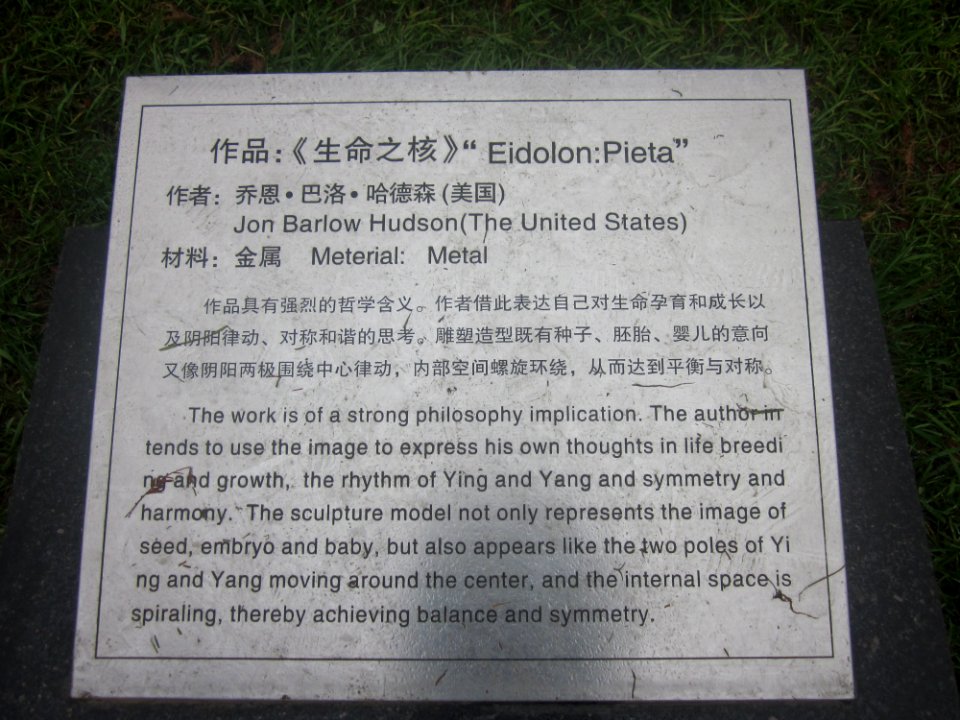 作品:《生命之核》“ Eidolon:Pieta”
作者: 乔恩•巴洛•哈德森(美国)
Jon Barlow Hudson(The United States)
材料: 金属 Meterial: Metal
作品具有强烈的哲学含义。作者借此表达自己对生命孕育和成长以
及阴阳律动、对称和谐的思考。雕塑造型既有种子、胚胎、婴儿的意向
又像阴阳两极围绕中心律动，内部空间螺旋环绕，从而达到平衡与对称。
The work is of a strong philosophy implication. The author in
tends to use the image to express his own thoughts in life breedi
ng and growth, the rhythm of Ying and Yang and symmetry and
harmony. The sculpture model not only represents the image of
seed, embryo and baby, but also appears like the two poles of Yi
ng and Yang moving around the center, and the internal space is
spiraling, thereby achieving balance and symmetry.